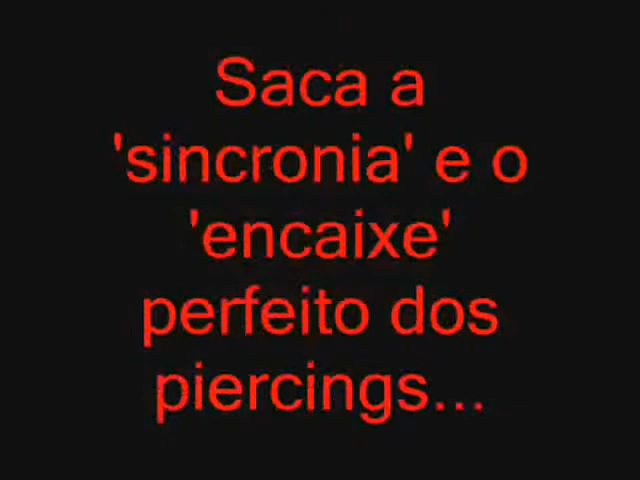 Saca a
'sincronia' e o
'encaixe'
perfeito dos
piercings...